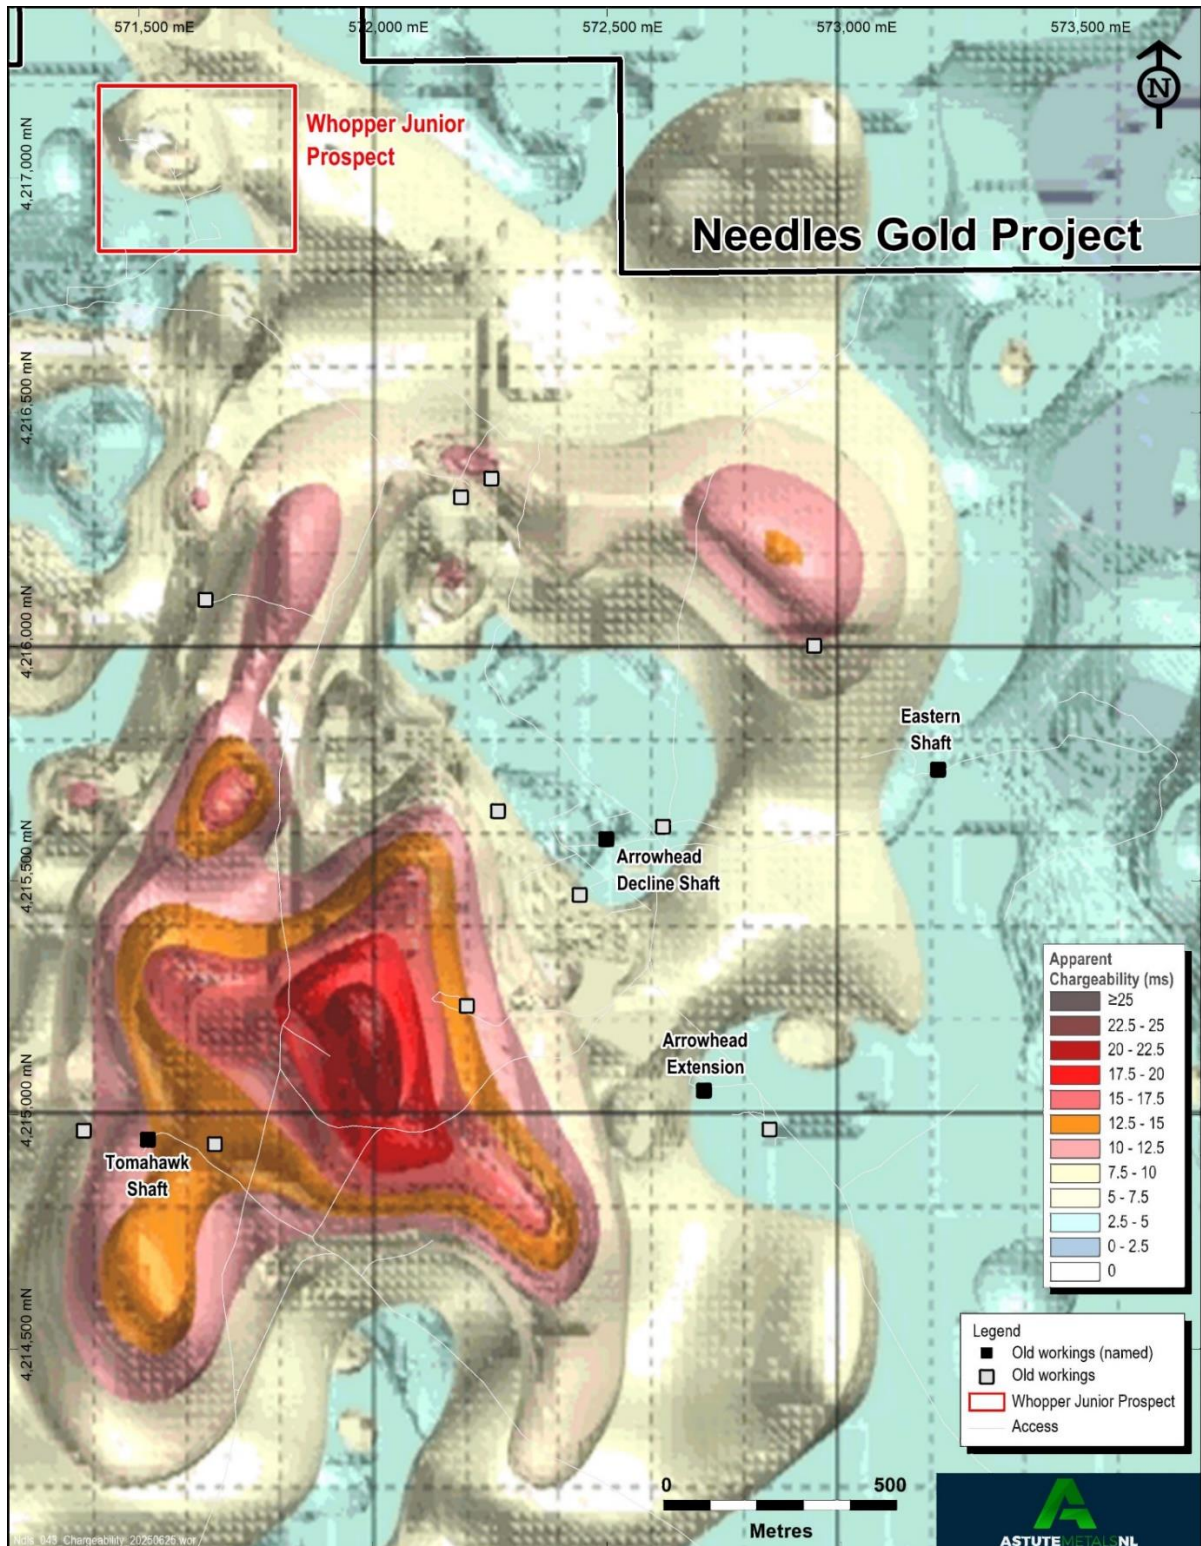 571,500 mE
572,000 mE
572,500 mE
573,000 mE
573,500 mE
N
Whopper Junior
Prospect
4,217,000 mN
Needles Gold Project
4,216,500 mN
4,216,000 mN
Eastern
Shaft
Arrowhead
Decline Shaft
4,215,500 mN
Arrowhead
Extension
4,215,000 mN
Tomahawk
Shaft
4,214,500 mN
Apparent
Chargeability (ms)
≥25
22.5 - 25
20 - 22.5
17.5 - 20
15 - 17.5
12.5 - 15
10 - 12.5
7.5 - 10
5 - 7.5
2.5 - 5
0 - 2.5
0
Legend
Old workings (named)
Old workings
Whopper Junior Prospect
Access
0 500
Metres
ASTUTEMETALSNL
Ndls_043_Chargeability_20250625.wor